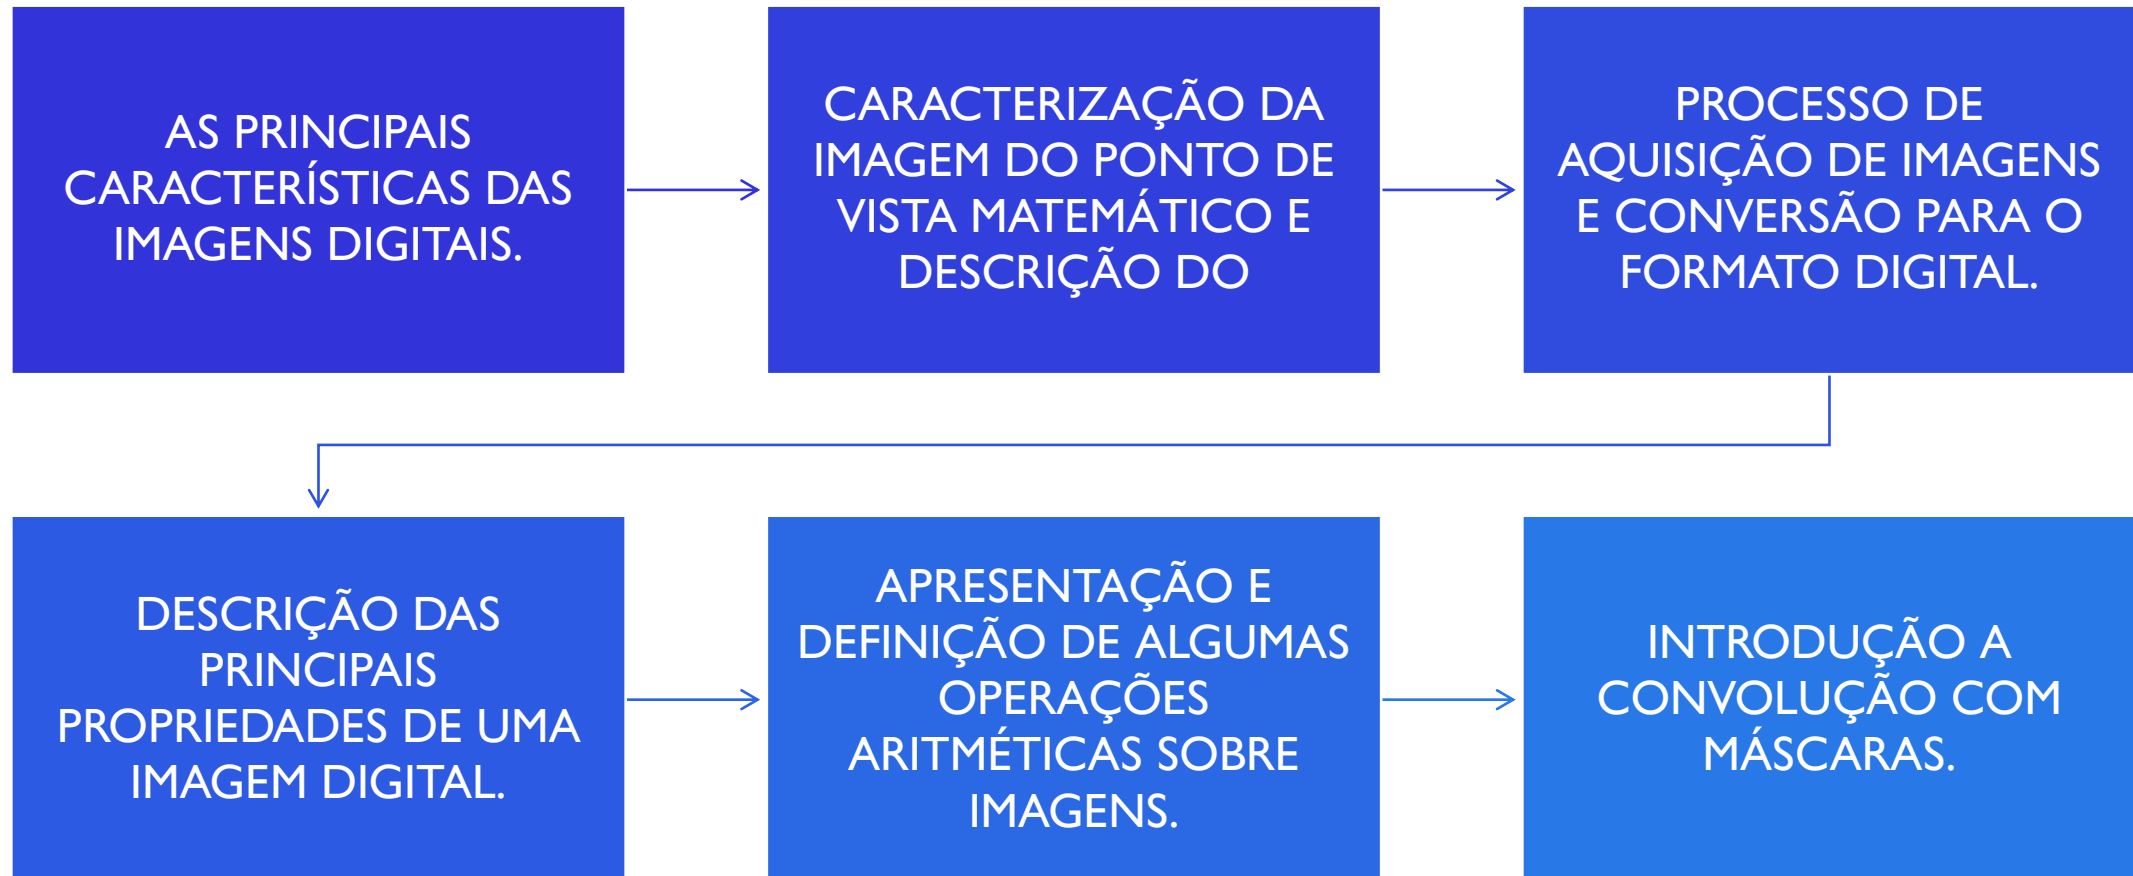 AS PRINCIPAIS
CARACTERÍSTICAS DAS
IMAGENS DIGITAIS.
CARACTERIZAÇÃO DA
IMAGEM DO PONTO DE
VISTA MATEMÁTICO E
DESCRIÇÃO DO
PROCESSO DE
AQUISIÇÃO DE IMAGENS
E CONVERSÃO PARA O
FORMATO DIGITAL.
DESCRIÇÃO DAS
PRINCIPAIS
PROPRIEDADES DE UMA
IMAGEM DIGITAL.
APRESENTAÇÃO E
DEFINIÇÃO DE ALGUMAS
OPERAÇÕES
ARITMÉTICAS SOBRE
IMAGENS.
INTRODUÇÃO A
CONVOLUÇÃO COM
MÁSCARAS.